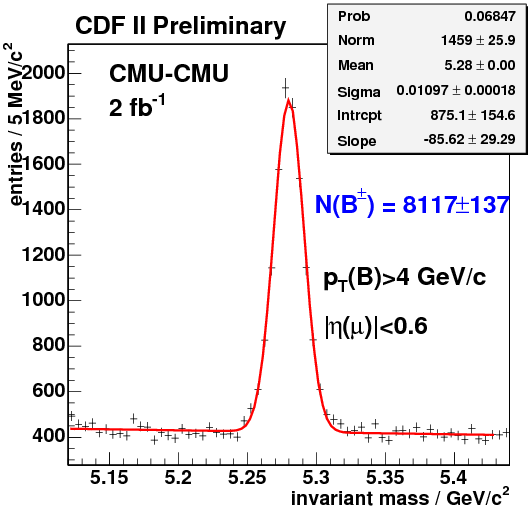 CDF II Preliminary
Prob 0.06847
Norm 1459 ± 25.9
Mean 5.28 ± 0.00
Sigma 0.01097 ± 0.00018
Intrcpt 875.1 ± 154.6
Slope -85.62 ± 29.29
entries / 5 MeV/c²
CMU-CMU
2 fb⁻¹
N(B±) = 8117±137
pT(B)>4 GeV/c
|η(μ)|<0.6
2000
1800
1600
1400
1200
1000
800
600
400
5.15 5.2 5.25 5.3 5.35 5.4
invariant mass / GeV/c²